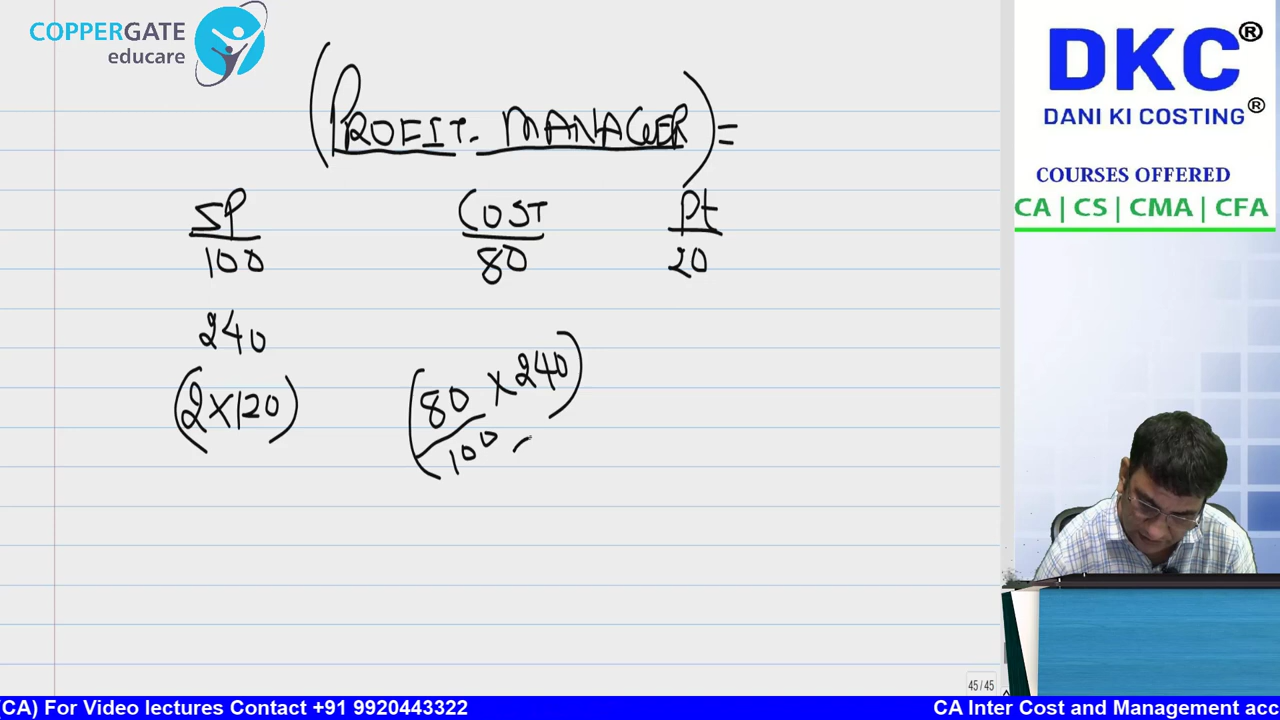 COPPERGATE
educare
(PROFIT. MANAGER) =
SP COST Pt
100 80 20
240
(2 X 120) (80/100 X 240)
45 / 45
DKC®
DANI KI COSTING®
COURSES OFFERED
CA | CS | CMA | CFA
(CA) For Video lectures Contact +91 9920443322 CA Inter Cost and Management acc